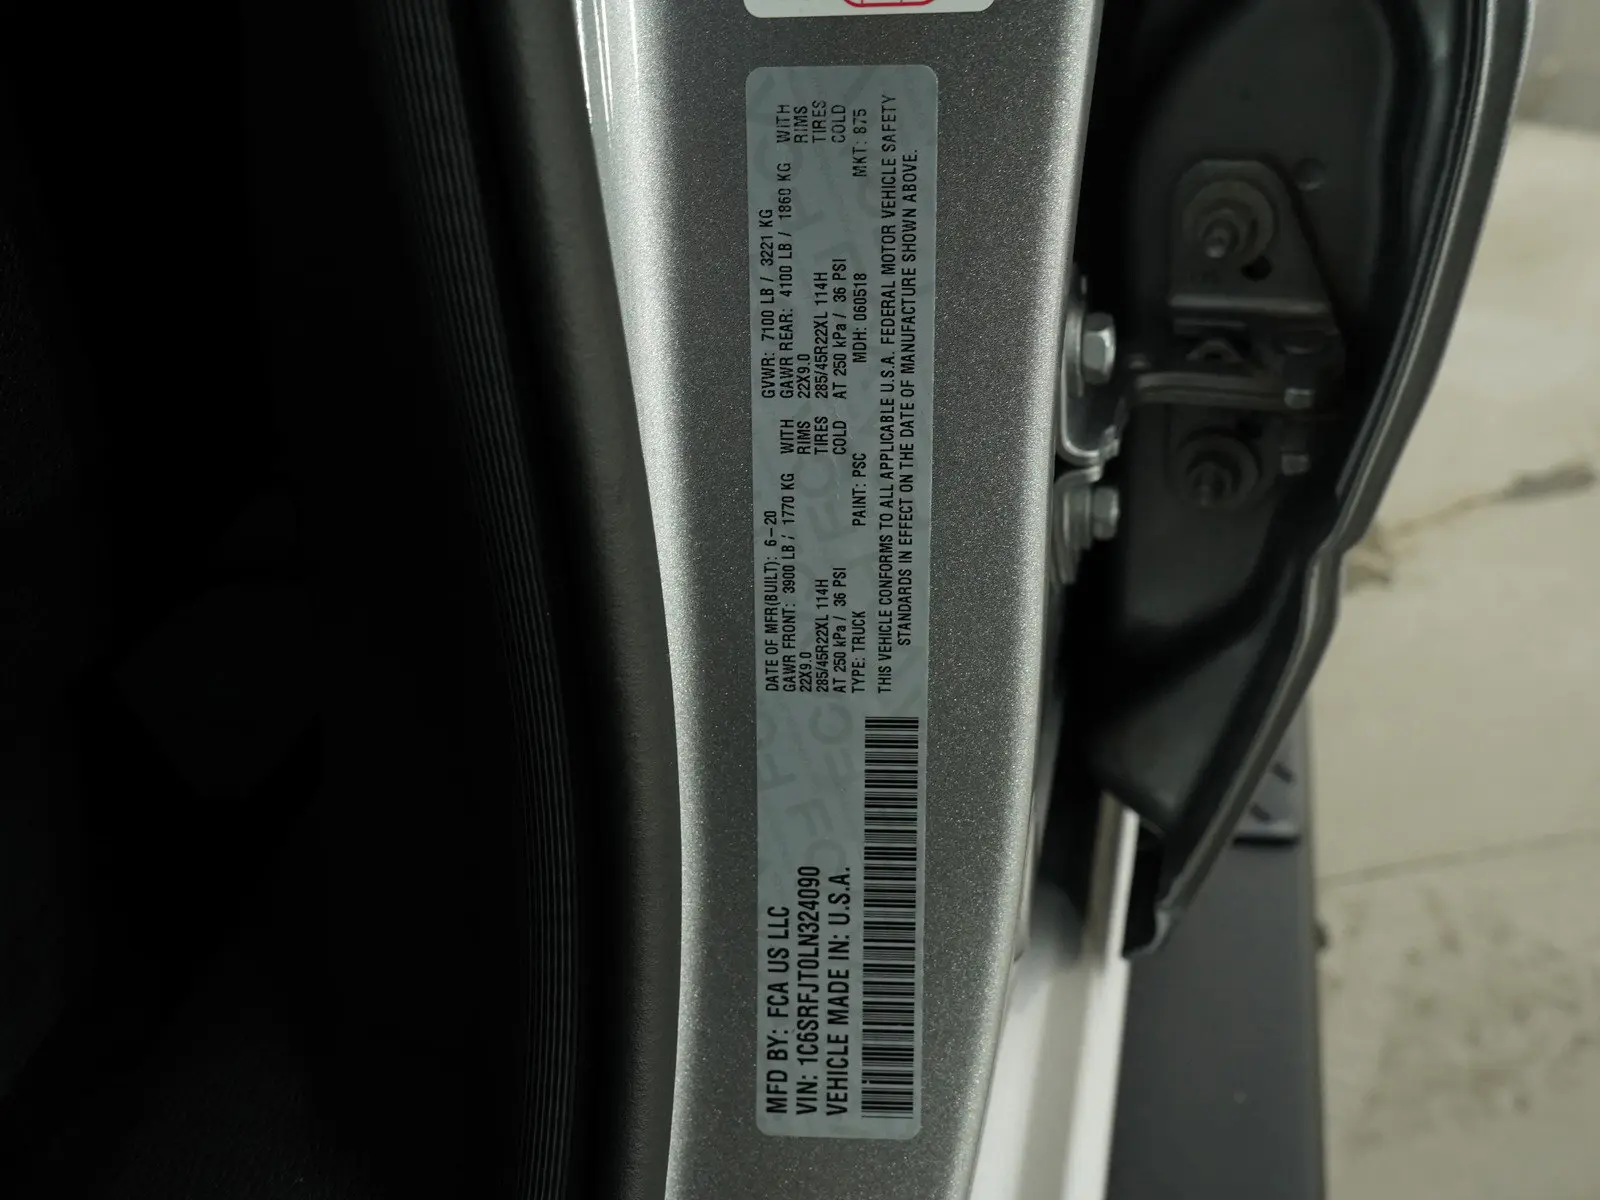 MFD BY: FCA US LLC
VIN: 1C6SRFJT0LN324090
VEHICLE MADE IN: U.S.A.
DATE OF MFR(BUILT): 6-20 GVWR: 7100 LB / 3221 KG
GAWR FRONT: 3900 LB / 1770 KG WITH GAWR REAR: 4100 LB / 1860 KG WITH
22X9.0 RIMS 22X9.0 RIMS
285/45R22XL 114H TIRES 285/45R22XL 114H TIRES
AT 250 kPa / 36 PSI COLD AT 250 kPa / 36 PSI COLD
TYPE: TRUCK PAINT: PSC MDH: 060518 MKT: 875
THIS VEHICLE CONFORMS TO ALL APPLICABLE U.S.A. FEDERAL MOTOR VEHICLE SAFETY
STANDARDS IN EFFECT ON THE DATE OF MANUFACTURE SHOWN ABOVE.